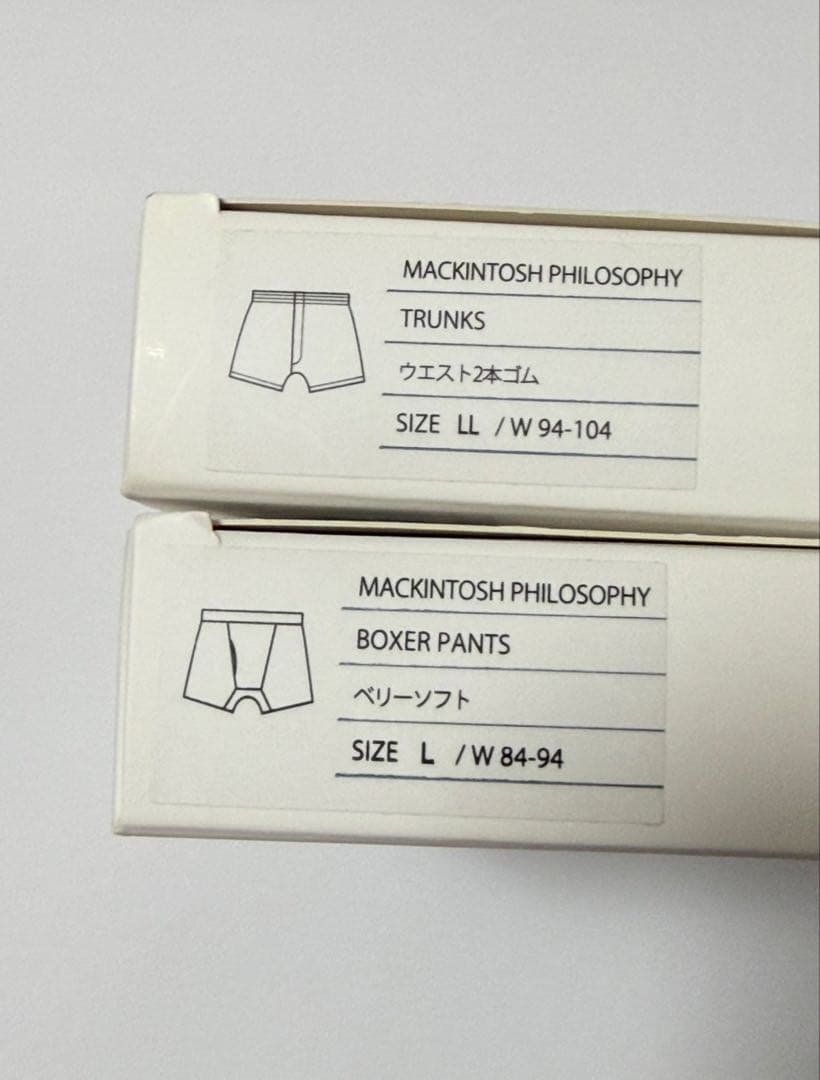 MACKINTOSH PHILOSOPHY
TRUNKS
ウエスト2本ゴム
SIZE LL / W 94-104
MACKINTOSH PHILOSOPHY
BOXER PANTS
ベリーソフト
SIZE L / W 84-94